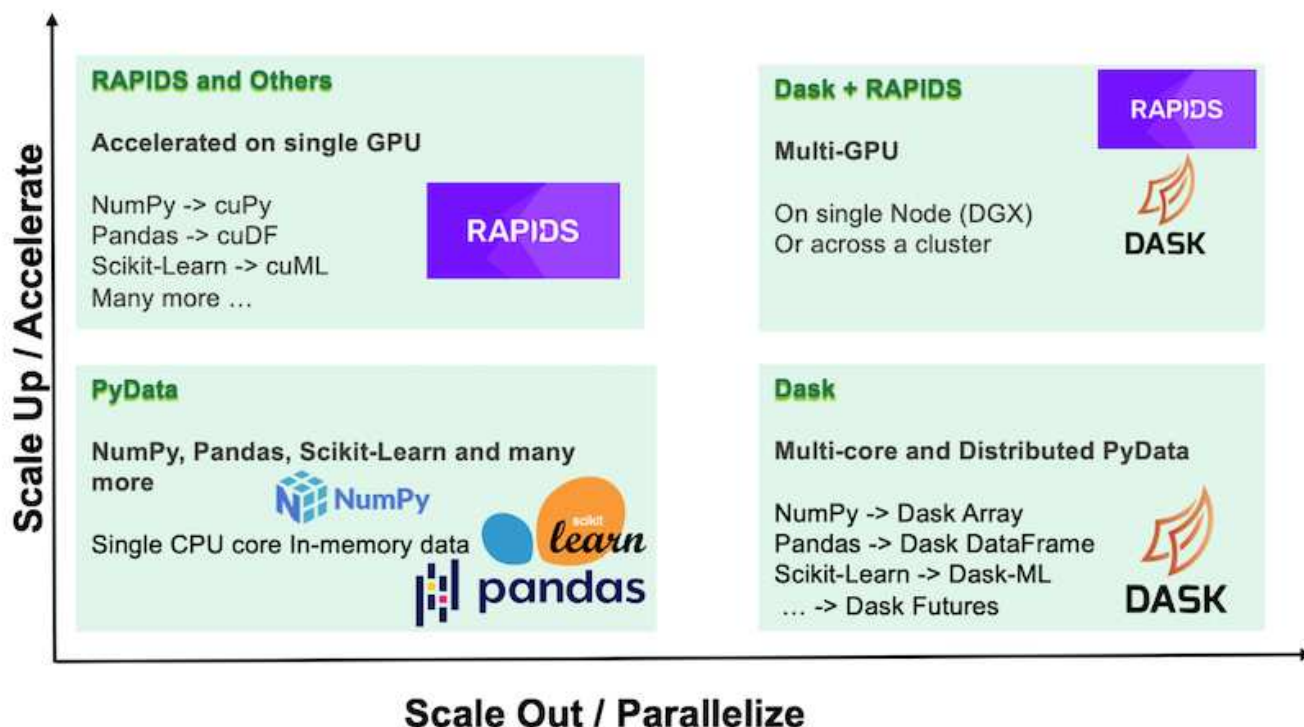 Scale Up / Accelerate
RAPIDS and Others
Accelerated on single GPU
NumPy -> cuPy
Pandas -> cuDF
Scikit-Learn -> cuML
Many more …
RAPIDS
Dask + RAPIDS
Multi-GPU
On single Node (DGX)
Or across a cluster
RAPIDS
DASK
PyData
NumPy, Pandas, Scikit-Learn and many
more
NumPy
Single CPU core In-memory data
scikit
learn
pandas
Dask
Multi-core and Distributed PyData
NumPy -> Dask Array
Pandas -> Dask DataFrame
Scikit-Learn -> Dask-ML
… -> Dask Futures
DASK
Scale Out / Parallelize